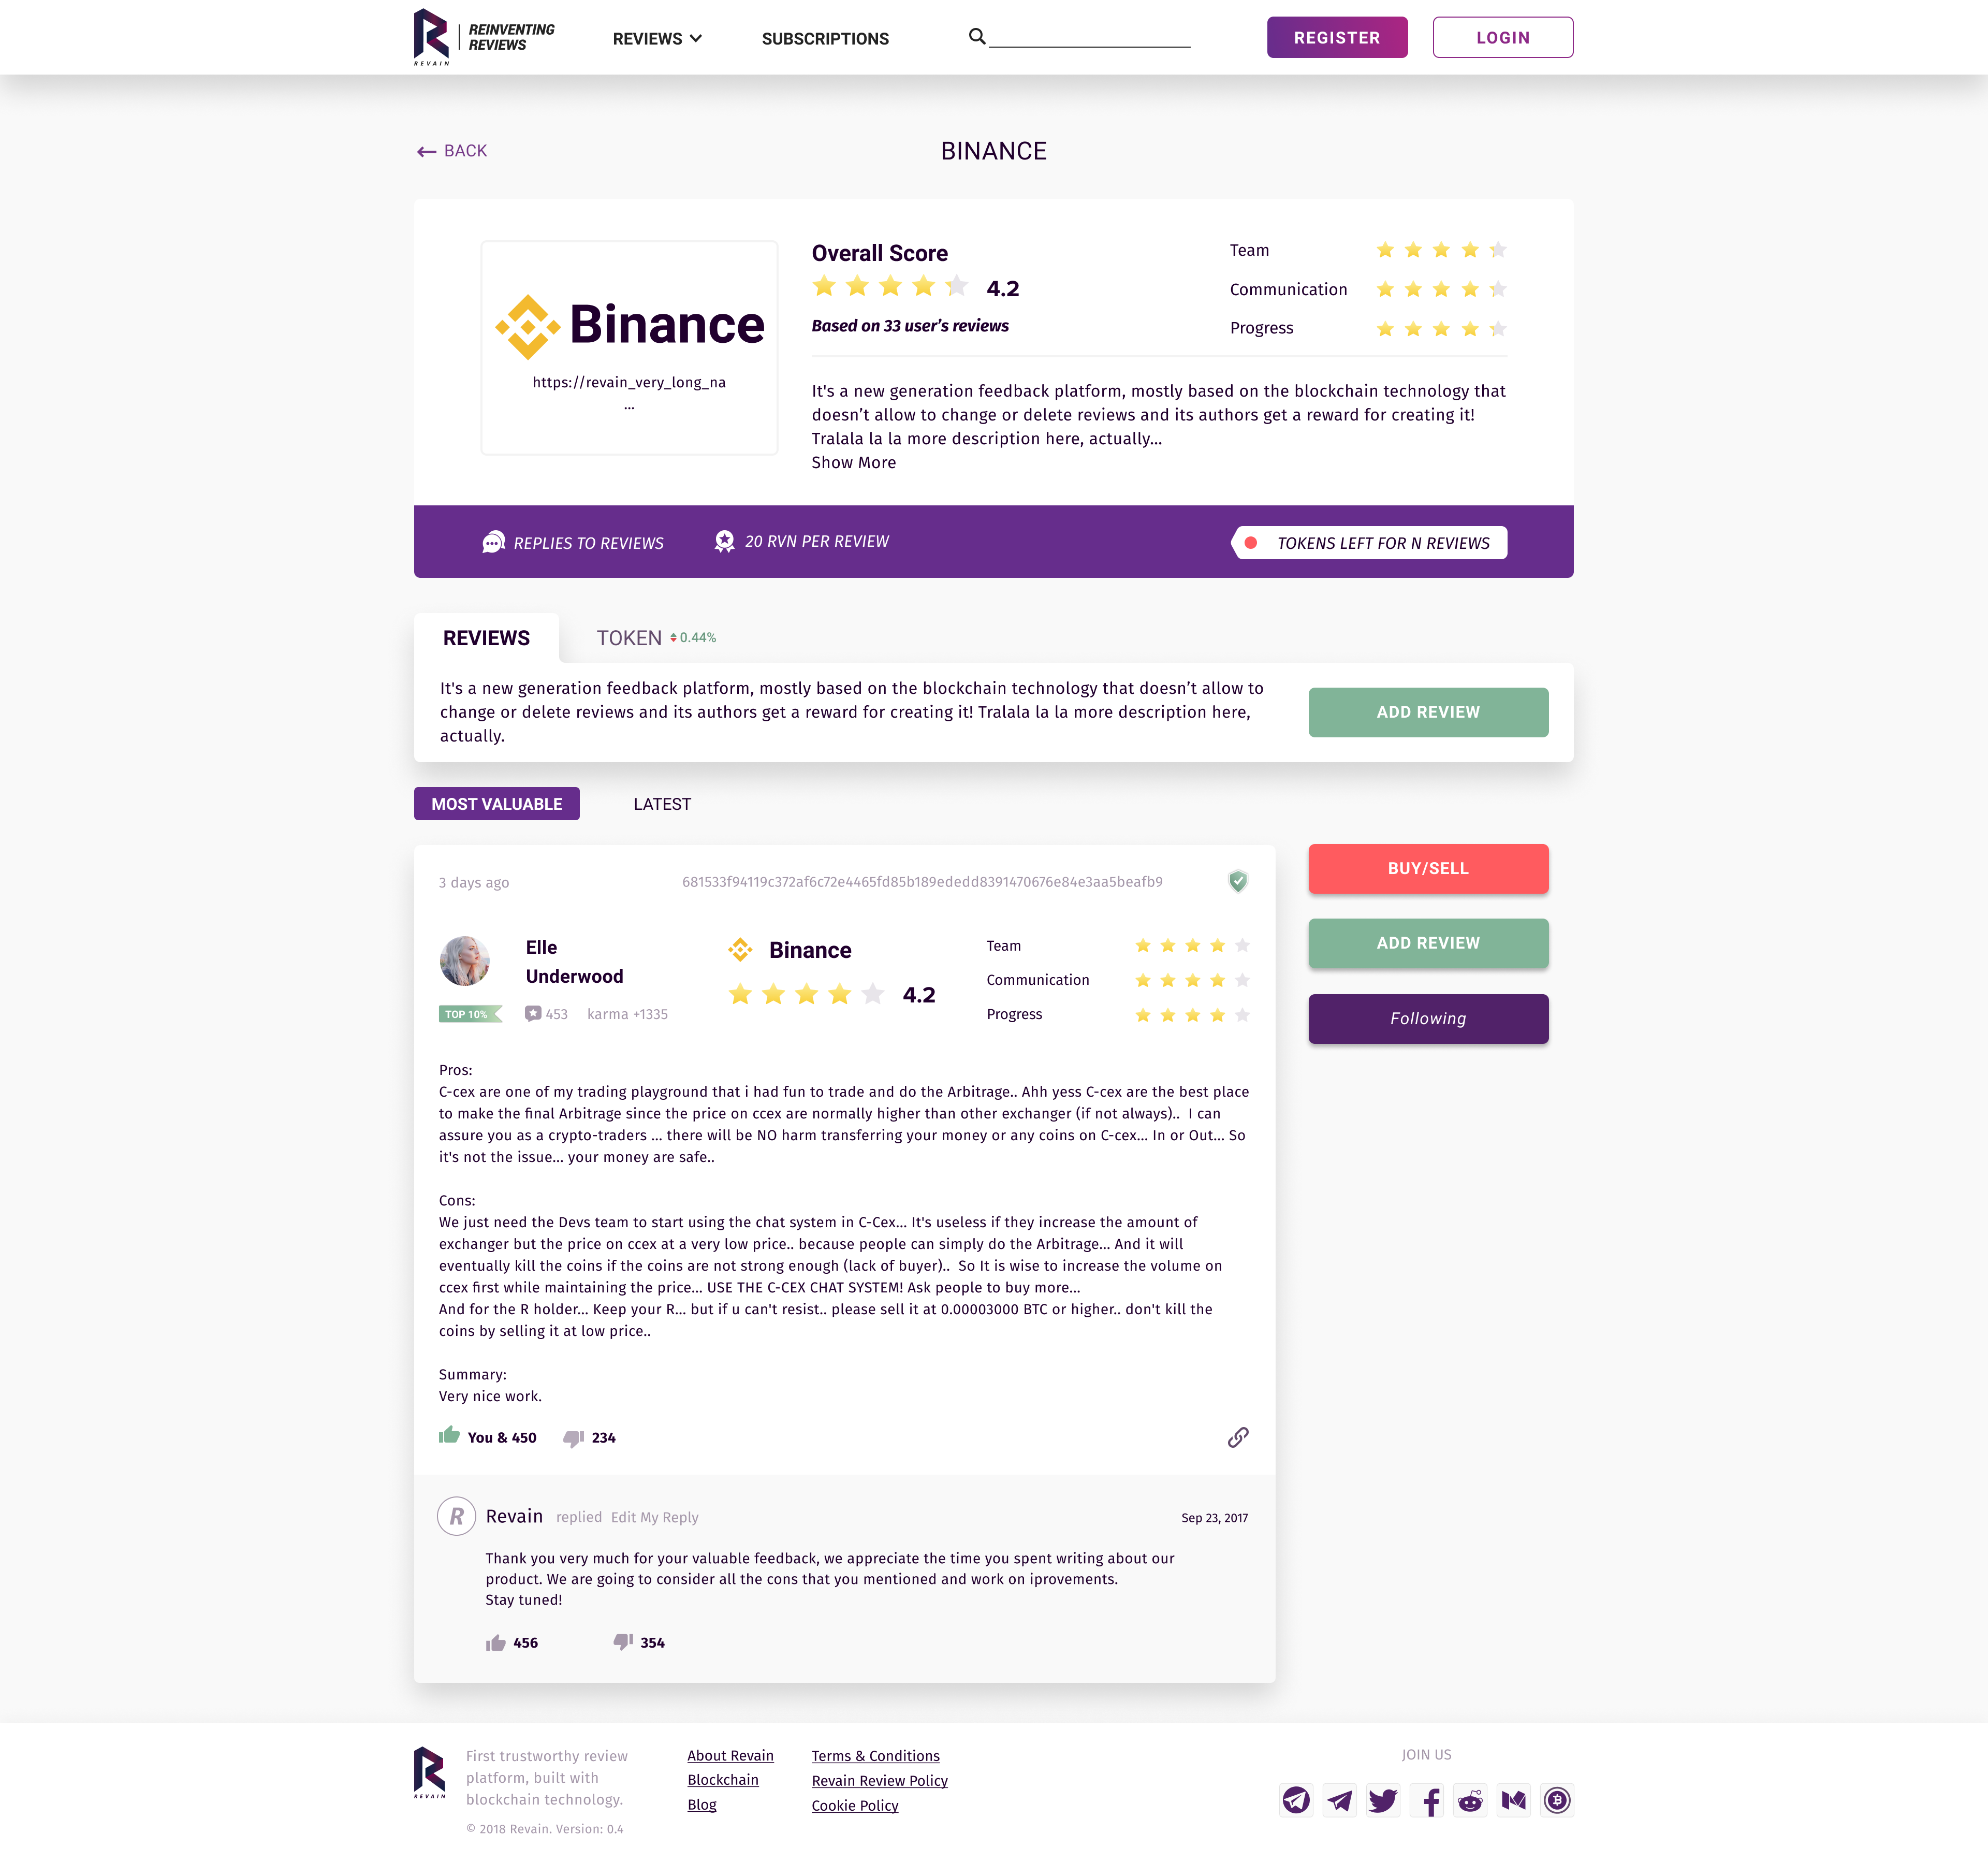 REVAIN
REINVENTING
REVIEWS
REVIEWS
SUBSCRIPTIONS
REGISTER
LOGIN
BACK
BINANCE
Binance
https://revain_very_long_na
...
Overall Score
4.2
Based on 33 user’s reviews
Team
Communication
Progress
It's a new generation feedback platform, mostly based on the blockchain technology that
doesn’t allow to change or delete reviews and its authors get a reward for creating it!
Tralala la la more description here, actually...
Show More
REPLIES TO REVIEWS
20 RVN PER REVIEW
TOKENS LEFT FOR N REVIEWS
REVIEWS
TOKEN 0.44%
It's a new generation feedback platform, mostly based on the blockchain technology that doesn’t allow to
change or delete reviews and its authors get a reward for creating it! Tralala la la more description here,
actually.
ADD REVIEW
MOST VALUABLE
LATEST
3 days ago
681533f94119c372af6c72e4465fd85b189ededd8391470676e84e3aa5beafb9
Elle
Underwood
TOP 10%
453
karma +1335
Binance
4.2
Team
Communication
Progress
BUY/SELL
ADD REVIEW
Following
Pros:
C-cex are one of my trading playground that i had fun to trade and do the Arbitrage.. Ahh yess C-cex are the best place
to make the final Arbitrage since the price on ccex are normally higher than other exchanger (if not always).. I can
assure you as a crypto-traders ... there will be NO harm transferring your money or any coins on C-cex... In or Out... So
it's not the issue... your money are safe..
Cons:
We just need the Devs team to start using the chat system in C-Cex... It's useless if they increase the amount of
exchanger but the price on ccex at a very low price.. because people can simply do the Arbitrage... And it will
eventually kill the coins if the coins are not strong enough (lack of buyer).. So It is wise to increase the volume on
ccex first while maintaining the price... USE THE C-CEX CHAT SYSTEM! Ask people to buy more...
And for the R holder... Keep your R... but if u can't resist.. please sell it at 0.00003000 BTC or higher.. don't kill the
coins by selling it at low price..
Summary:
Very nice work.
You & 450
234
R
Revain
replied
Edit My Reply
Sep 23, 2017
Thank you very much for your valuable feedback, we appreciate the time you spent writing about our
product. We are going to consider all the cons that you mentioned and work on iprovements.
Stay tuned!
456
354
REVAIN
First trustworthy review
platform, built with
blockchain technology.
© 2018 Revain. Version: 0.4
About Revain
Blockchain
Blog
Terms & Conditions
Revain Review Policy
Cookie Policy
JOIN US